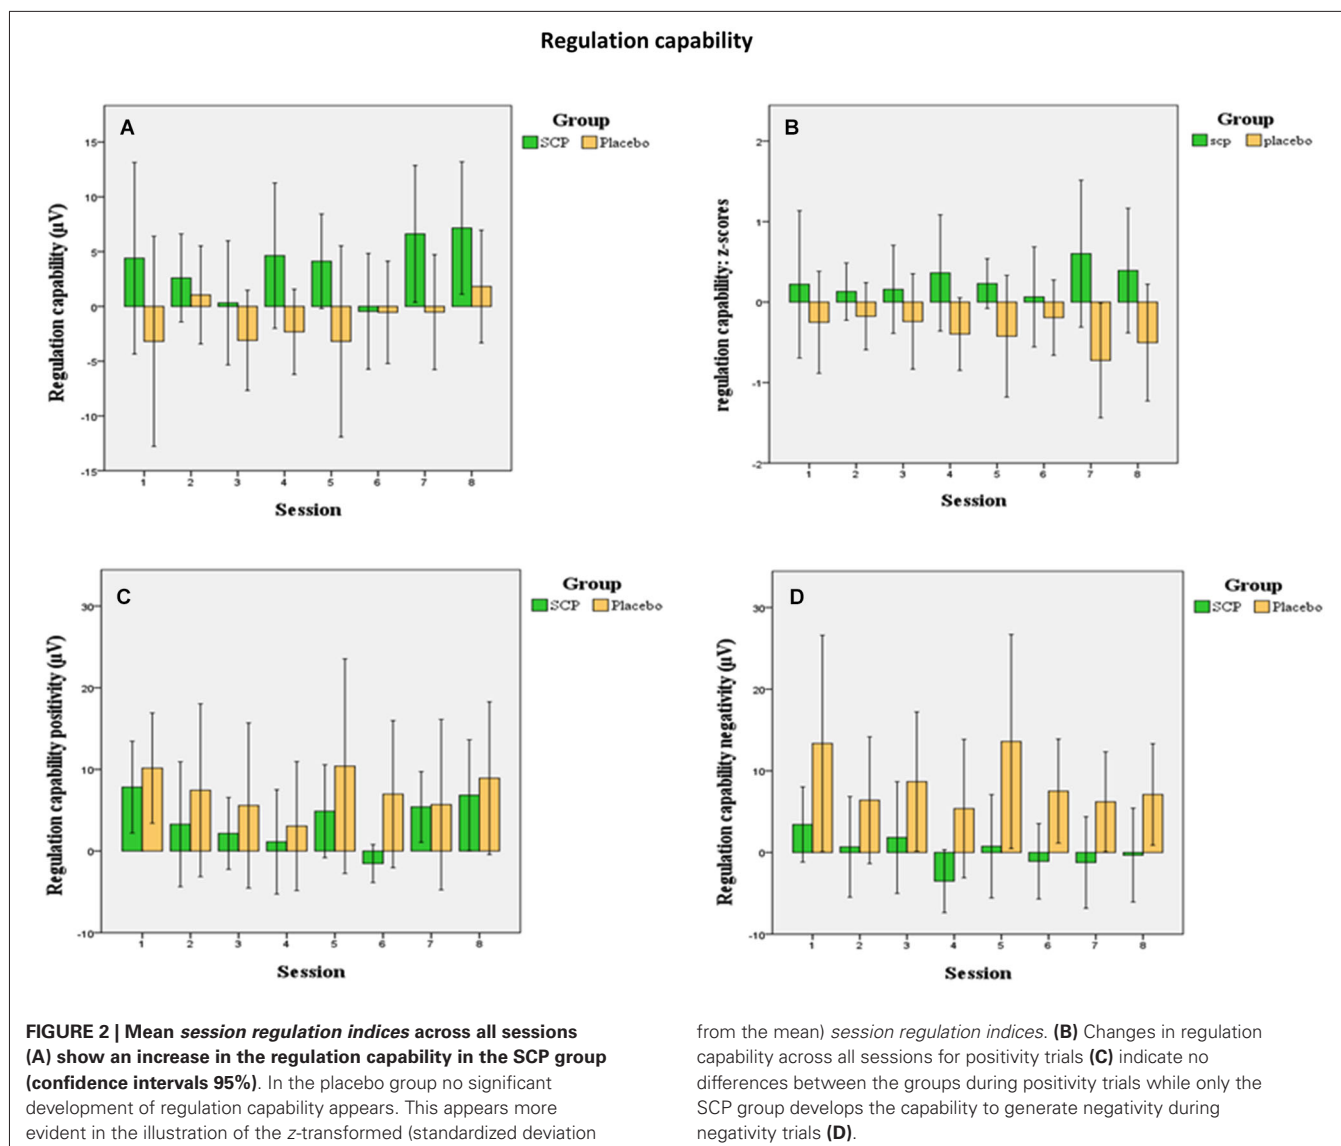 Regulation capability
A
Group
SCP Placebo
Regulation capability (µV)
15
10
5
0
-5
-10
-15
1 2 3 4 5 6 7 8
Session
B
Group
scp placebo
regulation capability: z-scores
2
1
0
-1
-2
1 2 3 4 5 6 7 8
Session
C
Group
SCP Placebo
Regulation capability positivity (µV)
30
20
10
0
-10
1 2 3 4 5 6 7 8
Session
D
Group
SCP Placebo
Regulation capability negativity (µV)
30
20
10
0
-10
1 2 3 4 5 6 7 8
Session
FIGURE 2 | Mean session regulation indices across all sessions
(A) show an increase in the regulation capability in the SCP group
(confidence intervals 95%). In the placebo group no significant
development of regulation capability appears. This appears more
evident in the illustration of the z-transformed (standardized deviation
from the mean) session regulation indices. (B) Changes in regulation
capability across all sessions for positivity trials (C) indicate no
differences between the groups during positivity trials while only the
SCP group develops the capability to generate negativity during
negativity trials (D).